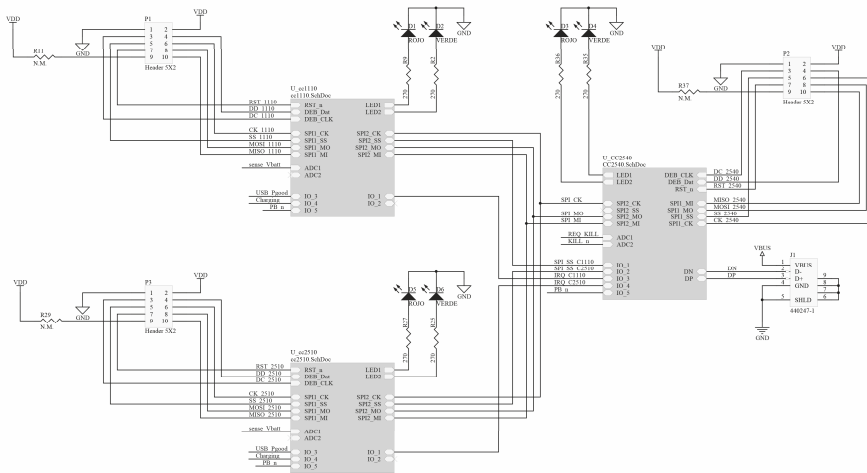 P1
VDD
VDD
1 2
3 4
5 6
7 8
9 10
GND
R11
N.M.
Header 5X2
D1
ROJO
D2
VERDE
GND
R9
270
R2
270
U_cc1110
cc1110.SchDoc
RST_1110
DD_1110
DC_1110
CK_1110
SS_1110
MOSI_1110
MISO_1110
sense_Vbatt
USB_Pgood
Charging
PB_n
RST_n
DEB_Dat
DEB_CLK
SPI1_CK
SPI1_SS
SPI1_MO
SPI1_MI
ADC1
ADC2
IO_3
IO_4
IO_5
LED1
LED2
SPI2_CK
SPI2_SS
SPI2_MO
SPI2_MI
IO_1
IO_2
D3
ROJO
D4
VERDE
GND
R36
270
R35
270
P2
VDD
VDD
1 2
3 4
5 6
7 8
9 10
GND
R37
N.M.
Header 5X2
U_CC2540
CC2540.SchDoc
SPI_CK
SPI_MO
SPI_MI
REQ_KILL
KILL_n
SPI_SS_C1110
SPI_SS_C2510
IRQ_C1110
IRQ_C2510
PB_n
LED1
LED2
SPI2_CK
SPI2_SS
SPI2_MO
SPI2_MI
ADC1
ADC2
IO_1
IO_2
IO_3
IO_4
IO_5
DEB_CLK
DEB_Dat
RST_n
SPI1_MI
SPI1_MO
SPI1_SS
SPI1_CK
DN
DP
DC_2540
DD_2540
RST_2540
MISO_2540
MOSI_2540
SS_2540
CK_2540
DN
DP
VBUS
J1
1 VBUS
2 D-
3 D+
4 GND
5 SHLD
9
8
7
6
440247-1
GND
P3
VDD
VDD
1 2
3 4
5 6
7 8
9 10
GND
R29
N.M.
Header 5X2
D5
ROJO
D6
VERDE
GND
R27
270
R25
270
U_cc2510
cc2510.SchDoc
RST_2510
DD_2510
DC_2510
CK_2510
SS_2510
MOSI_2510
MISO_2510
sense_Vbatt
USB_Pgood
Charging
PB_n
RST_n
DEB_Dat
DEB_CLK
SPI1_CK
SPI1_SS
SPI1_MO
SPI1_MI
ADC1
ADC2
IO_3
IO_4
IO_5
LED1
LED2
SPI2_CK
SPI2_SS
SPI2_MO
SPI2_MI
IO_1
IO_2